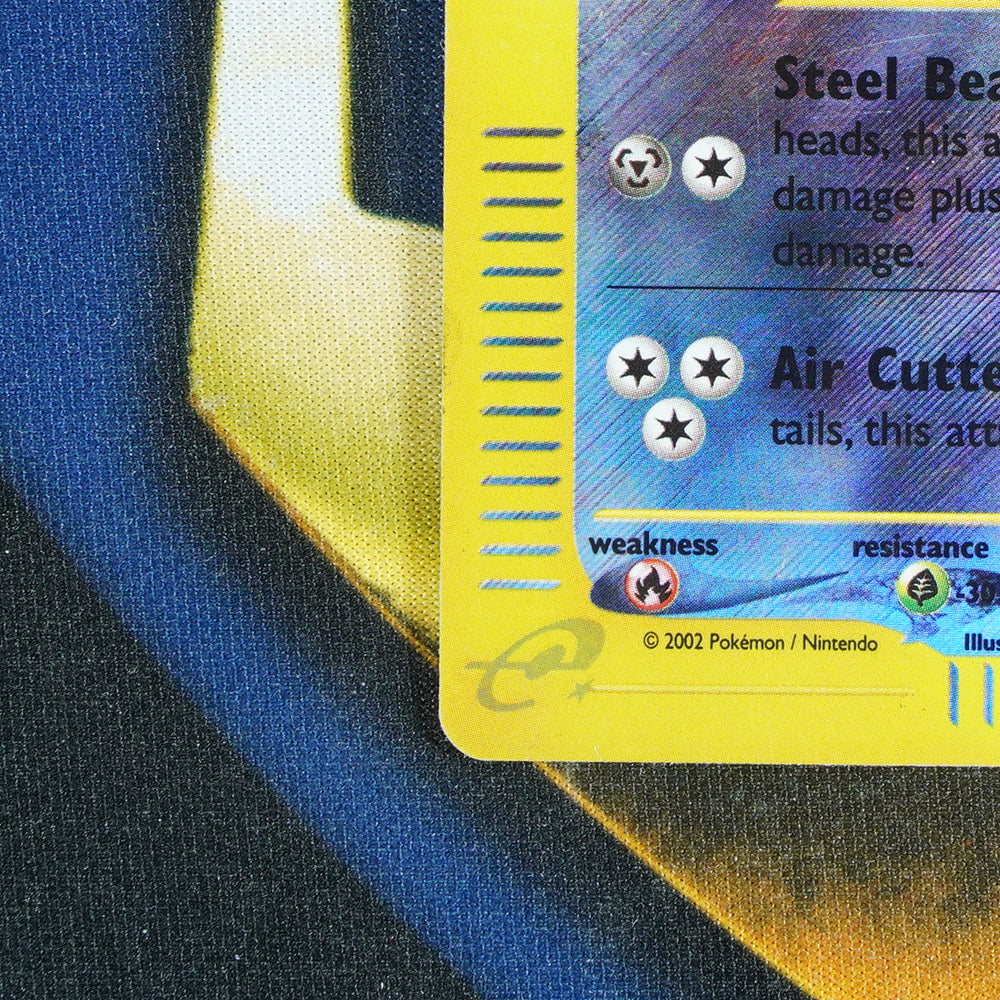 Steel Bea
heads, this a
damage plus
damage.
Air Cutte
tails, this att
weakness
resistance
-30
© 2002 Pokémon / Nintendo
Illus
e